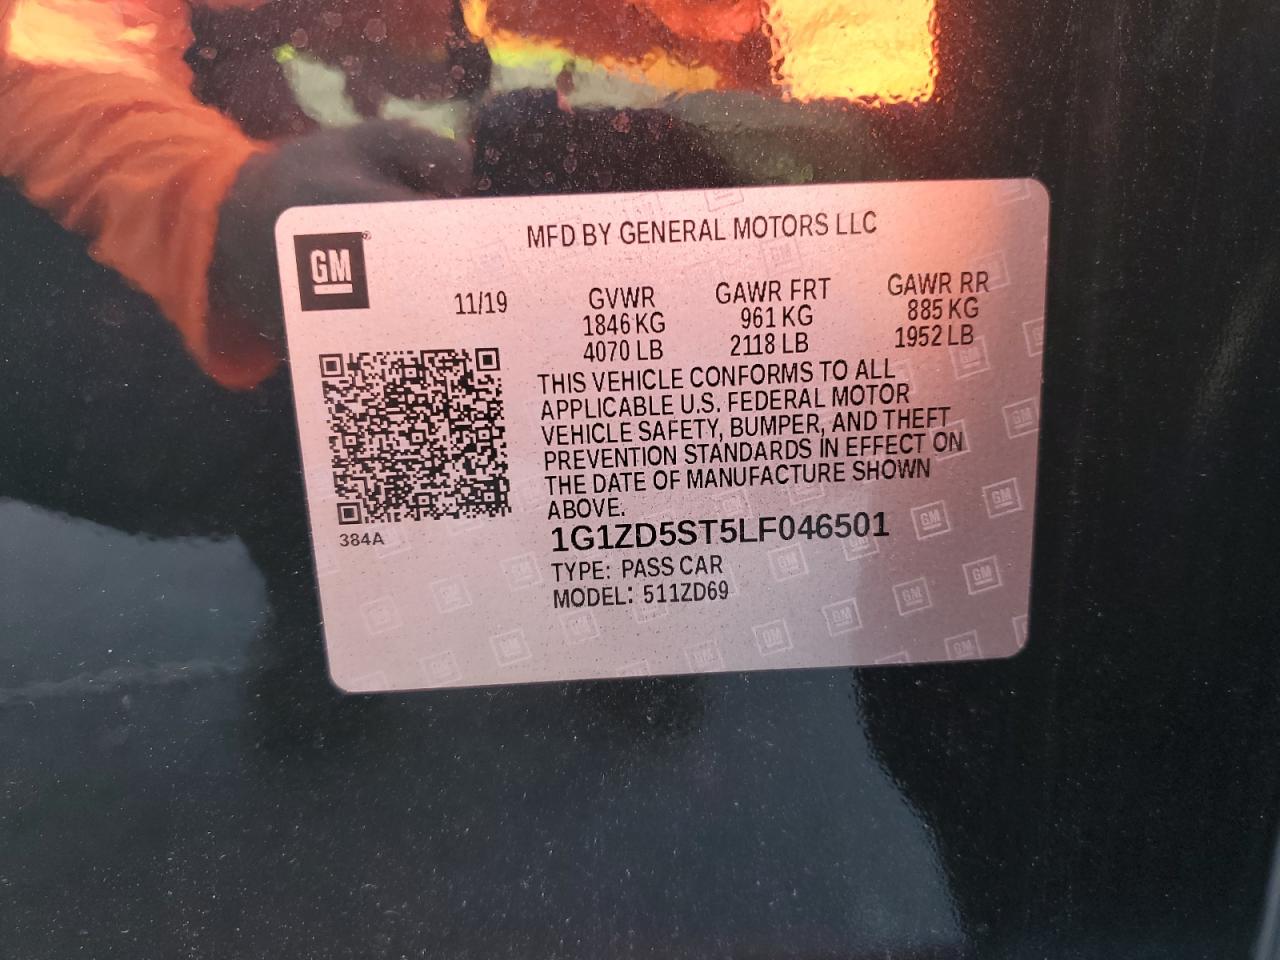 GM
MFD BY GENERAL MOTORS LLC
11/19
GVWR GAWR FRT GAWR RR
1846 KG 961 KG 885 KG
4070 LB 2118 LB 1952 LB
THIS VEHICLE CONFORMS TO ALL
APPLICABLE U.S. FEDERAL MOTOR
VEHICLE SAFETY, BUMPER, AND THEFT
PREVENTION STANDARDS IN EFFECT ON
THE DATE OF MANUFACTURE SHOWN
ABOVE.
384A
1G1ZD5ST5LF046501
TYPE: PASS CAR
MODEL: 511ZD69